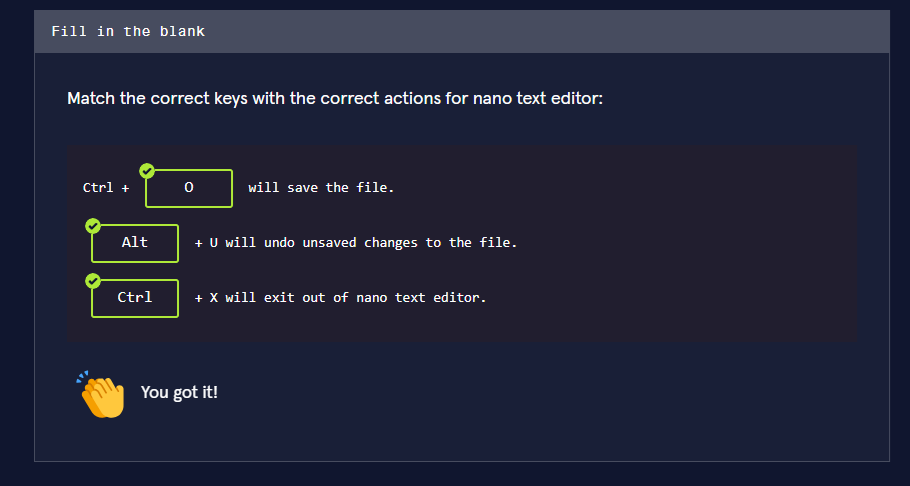 Fill in the blank
Match the correct keys with the correct actions for nano text editor:
Ctrl + O will save the file.
Alt + U will undo unsaved changes to the file.
Ctrl + X will exit out of nano text editor.
You got it!